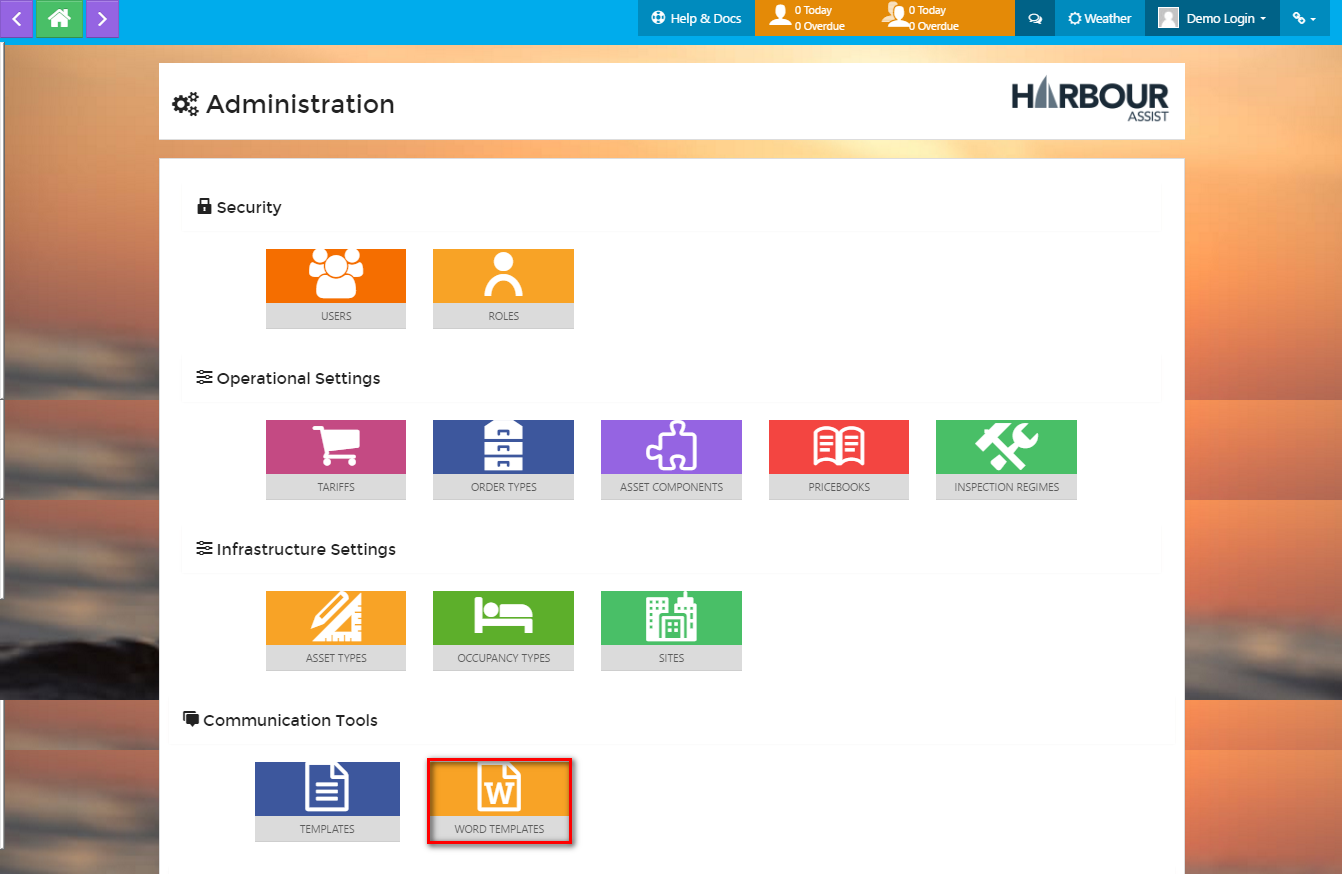 Help & Docs
0 Today
0 Overdue
0 Today
0 Overdue
Weather
Demo Login
Administration
HARBOUR
ASSIST
Security
USERS
ROLES
Operational Settings
TARIFFS
ORDER TYPES
ASSET COMPONENTS
PRICEBOOKS
INSPECTION REGIMES
Infrastructure Settings
ASSET TYPES
OCCUPANCY TYPES
SITES
Communication Tools
W
TEMPLATES
WORD TEMPLATES